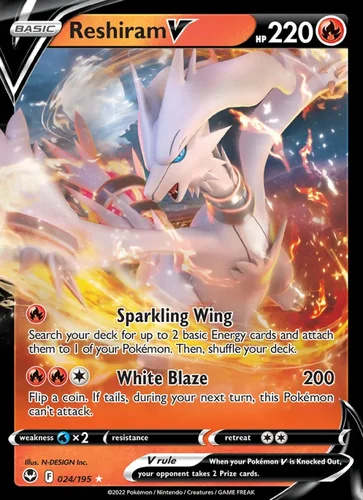 BASIC Reshiram V HP 220
Sparkling Wing
Search your deck for up to 2 basic Energy cards and attach
them to 1 of your Pokémon. Then, shuffle your deck.
White Blaze 200
Flip a coin. If tails, during your next turn, this Pokémon
can't attack.
weakness ×2 resistance retreat
Illus. N-DESIGN Inc.
F 024/195
V rule When your Pokémon V is Knocked Out,
your opponent takes 2 Prize cards.
©2022 Pokémon / Nintendo / Creatures / GAME FREAK